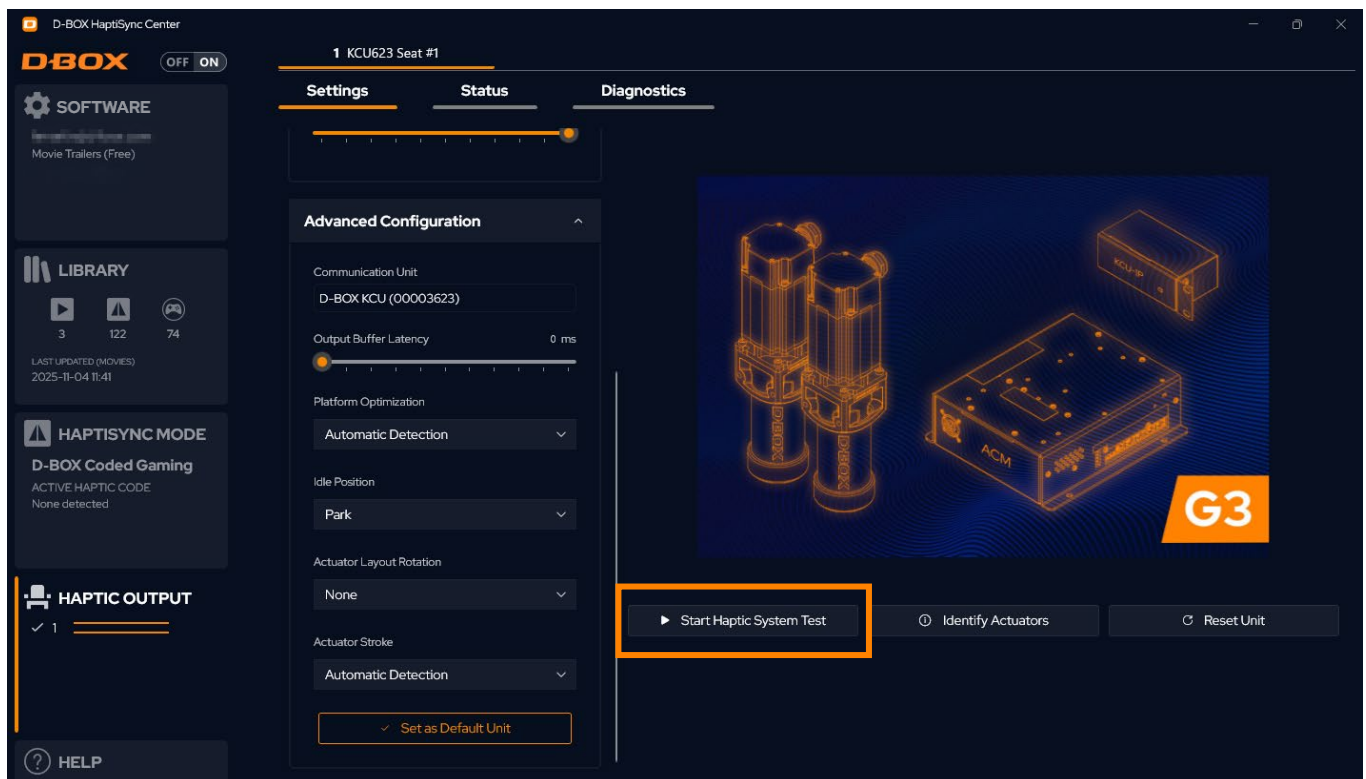 D-BOX HaptiSync Center
D-BOX
OFF ON
1 KCU623 Seat #1
Settings
Status
Diagnostics
SOFTWARE
Movie Trailers (Free)
LIBRARY
3
122
74
LAST UPDATED (MOVIES)
2025-11-04 11:41
HAPTISYNC MODE
D-BOX Coded Gaming
ACTIVE HAPTIC CODE
None detected
HAPTIC OUTPUT
1
HELP
Advanced Configuration
Communication Unit
D-BOX KCU (00003623)
Output Buffer Latency
0 ms
Platform Optimization
Automatic Detection
Idle Position
Park
Actuator Layout Rotation
None
Actuator Stroke
Automatic Detection
Set as Default Unit
KCU-1P
ACM
D-BOX
D-BOX
G3
Start Haptic System Test
Identify Actuators
Reset Unit